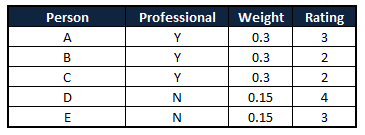 Person Professional Weight Rating
A Y 0.3 3
B Y 0.3 2
C Y 0.3 2
D N 0.15 4
E N 0.15 3